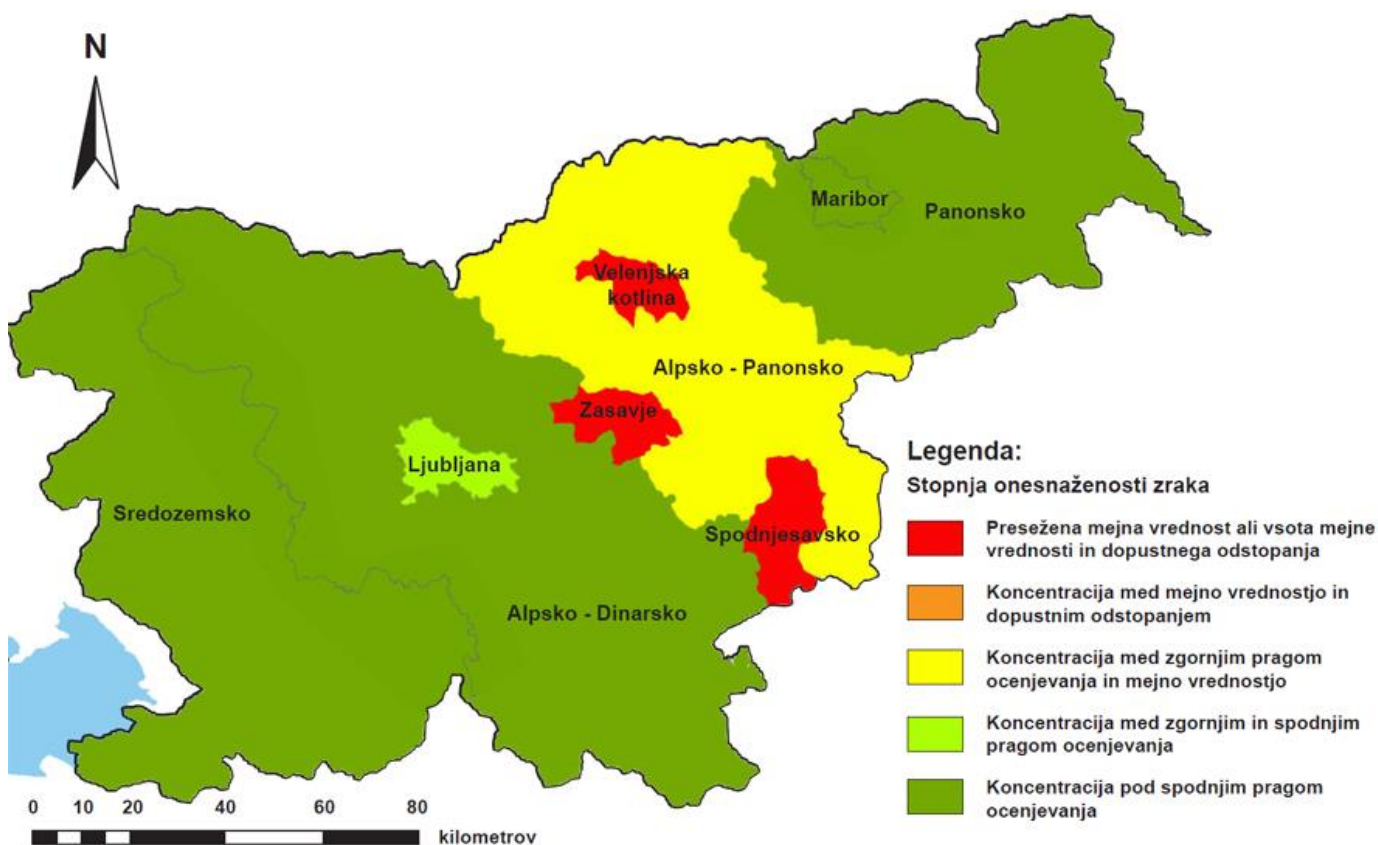 N
Maribor
Panonsko
Velenjska
kotlina
Alpsko - Panonsko
Zasavje
Ljubljana
Sredozemsko
Spodnjesavsko
Alpsko - Dinarsko
Legenda:
Stopnja onesnaženosti zraka
Presežena mejna vrednost ali vsota mejne
vrednosti in dopustnega odstopanja
Koncentracija med mejno vrednostjo in
dopustnim odstopanjem
Koncentracija med zgornjim pragom
ocenjevanja in mejno vrednostjo
Koncentracija med zgornjim in spodnjim
pragom ocenjevanja
Koncentracija pod spodnjim pragom
ocenjevanja
0 10 20 40 60 80
kilometrov